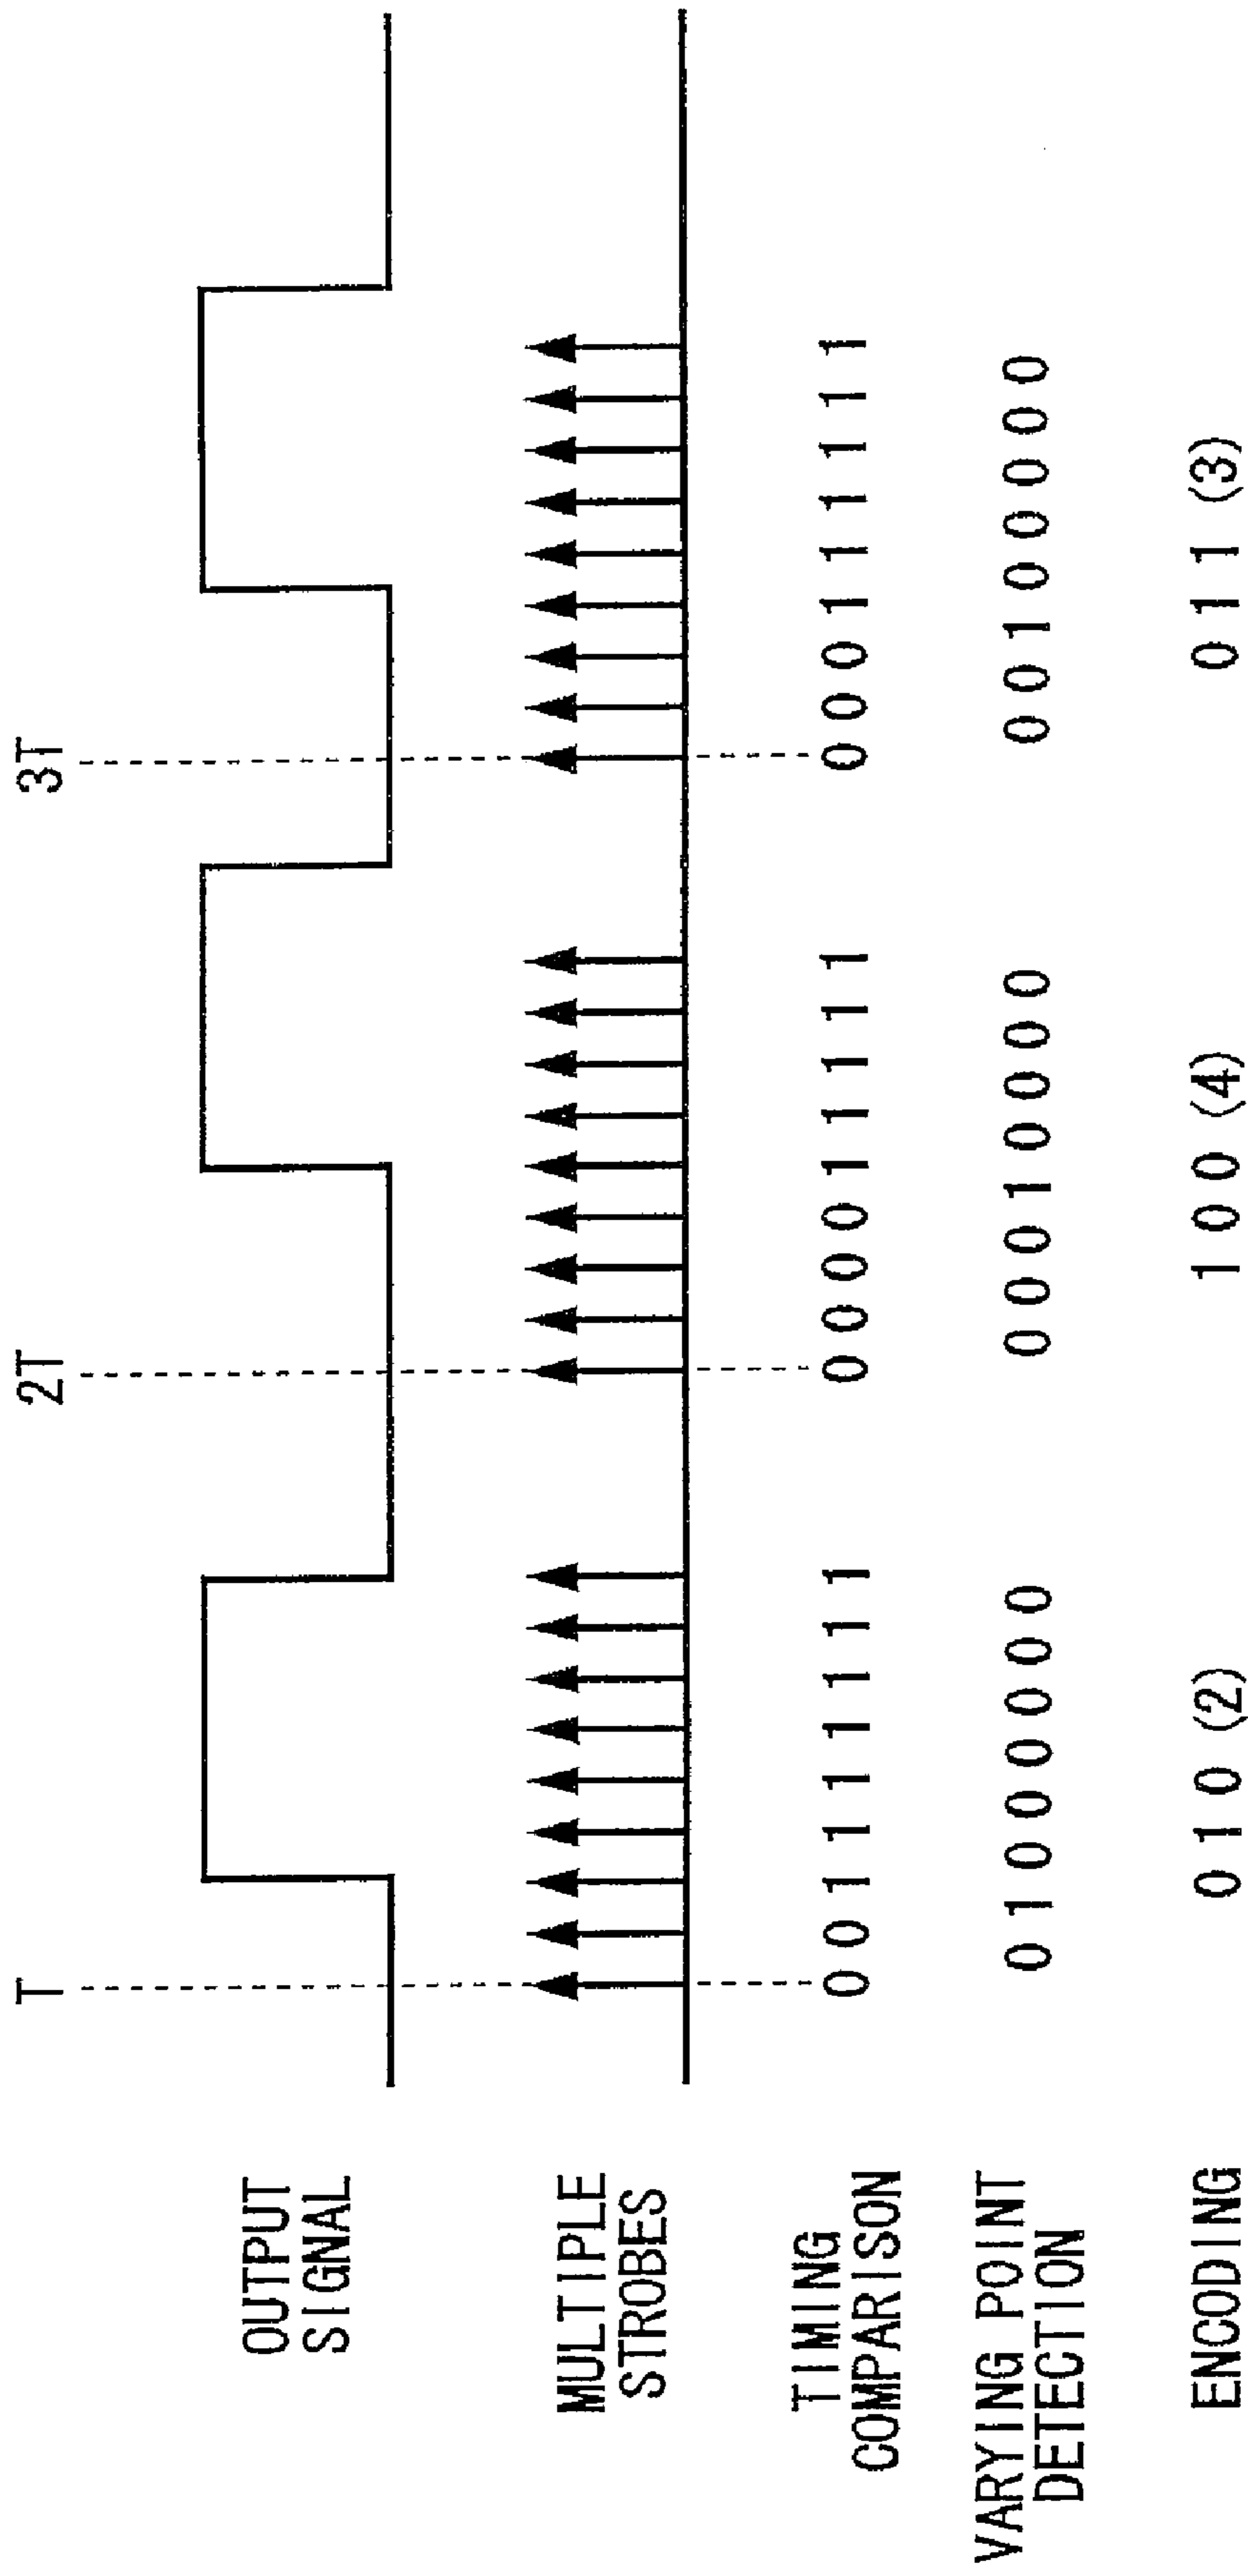 T 2T 3T
OUTPUT
SIGNAL
MULTIPLE
STROBES
TIMING
COMPARISON
0 0 1 1 1 1 1 1 1 0 0 0 0 1 1 1 1 1 0 0 0 1 1 1 1 1 1
VARYING POINT
DETECTION
0 1 0 0 0 0 0 0 0 0 0 1 0 0 0 0 0 0 1 0 0 0 0 0
ENCODING 0 1 0 (2) 1 0 0 (4) 0 1 1 (3)